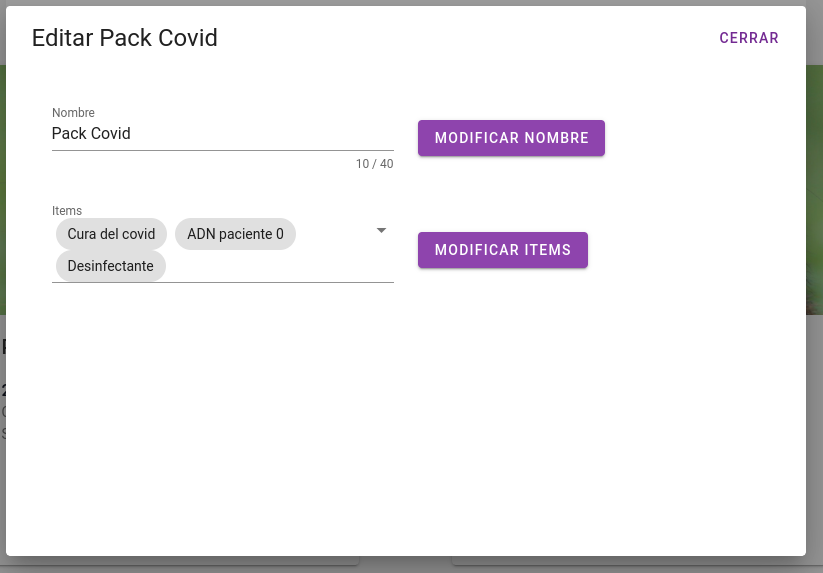 Editar Pack Covid
CERRAR
Nombre
Pack Covid
MODIFICAR NOMBRE
10 / 40
Items
Cura del covid ADN paciente 0
Desinfectante
MODIFICAR ITEMS